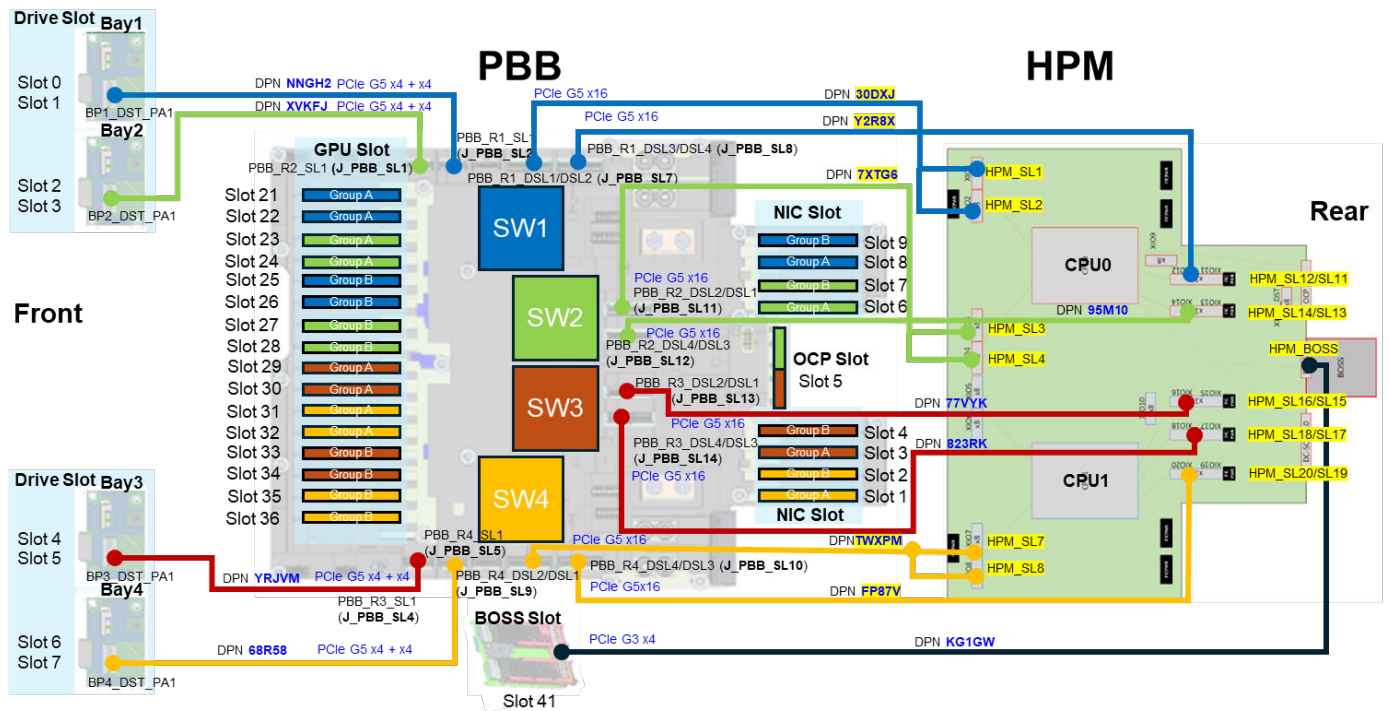 Drive Slot
Bay1
Slot 0
Slot 1
BP1_DST_PA1
Bay2
Slot 2
Slot 3
BP2_DST_PA1
Front
Drive Slot
Bay3
Slot 4
Slot 5
BP3_DST_PA1
Bay4
Slot 6
Slot 7
BP4_DST_PA1
PBB
HPM
Rear
DPN NNGH2 PCIe G5 x4 + x4
DPN XVKFJ PCIe G5 x4 + x4
PCIe G5 x16
DPN 30DXJ
PCIe G5 x16
DPN Y2R8X
DPN 7XTG6
PBB_R1_SL1
(J_PBB_SL2)
PBB_R1_DSL3/DSL4 (J_PBB_SL8)
PBB_R2_SL1 (J_PBB_SL1)
PBB_R1_DSL1/DSL2 (J_PBB_SL7)
GPU Slot
Slot 21 Group A
Slot 22 Group A
Slot 23 Group A
Slot 24 Group A
Slot 25 Group B
Slot 26 Group B
Slot 27 Group B
Slot 28 Group B
Slot 29 Group A
Slot 30 Group A
Slot 31 Group A
Slot 32 Group A
Slot 33 Group B
Slot 34 Group B
Slot 35 Group B
Slot 36 Group B
SW1
SW2
SW3
SW4
NIC Slot
Group B Slot 9
Group A Slot 8
Group B Slot 7
Group A Slot 6
PCIe G5 x16
PBB_R2_DSL2/DSL1
(J_PBB_SL11)
PCIe G5 x16
PBB_R2_DSL4/DSL3
(J_PBB_SL12)
OCP Slot
Slot 5
PBB_R3_DSL2/DSL1
(J_PBB_SL13)
PCIe G5 x16
PBB_R3_DSL4/DSL3
(J_PBB_SL14)
PCIe G5 x16
Group B Slot 4
Group A Slot 3
Group B Slot 2
Group A Slot 1
NIC Slot
DPN 95M10
DPN 77VYK
DPN 823RK
PBB_R4_SL1
(J_PBB_SL5)
PCIe G5 x16
DPN TWXPM
PBB_R4_DSL2/DSL1
(J_PBB_SL9)
PBB_R4_DSL4/DSL3 (J_PBB_SL10)
PCIe G5x16
DPN FP87V
DPN YRJVM PCIe G5 x4 + x4
PBB_R3_SL1
(J_PBB_SL4)
DPN 68R58 PCIe G5 x4 + x4
BOSS Slot
PCIe G3 x4
DPN KG1GW
Slot 41
HPM_SL1
HPM_SL2
CPU0
HPM_SL3
HPM_SL4
CPU1
HPM_SL7
HPM_SL8
HPM_SL12/SL11
HPM_SL14/SL13
HPM_BOSS
BOSS
HPM_SL16/SL15
HPM_SL18/SL17
HPM_SL20/SL19
XIO12
XIO11
XIO14
XIO13
XIO16
XIO15
XIO18
XIO17
XIO20
XIO19